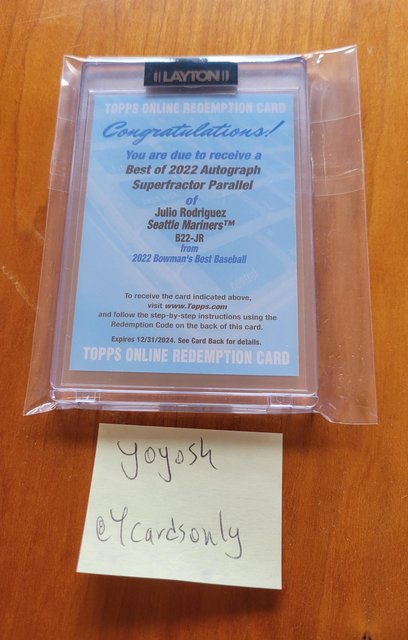 LAYTON
TOPPS ONLINE REDEMPTION CARD
Congratulations!
You are due to receive a
Best of 2022 Autograph
Superfractor Parallel
of
Julio Rodriguez
Seattle Mariners™
B22-JR
from
2022 Bowman's Best Baseball
To receive the card indicated above,
visit www.Topps.com
and follow the step-by-step instructions using the
Redemption Code on the back of this card.
Expires 12/31/2024. See Card Back for details.
TOPPS ONLINE REDEMPTION CARD
yoyosh
@Ycardsonly